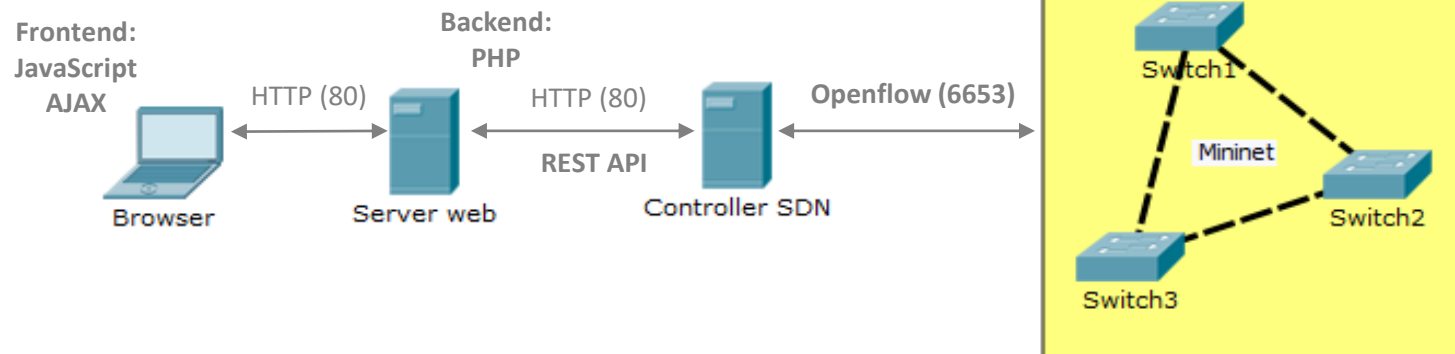 Frontend:
JavaScript
AJAX
Backend:
PHP
HTTP (80)
HTTP (80)
REST API
Openflow (6653)
Browser
Server web
Controller SDN
Switch1
Mininet
Switch2
Switch3